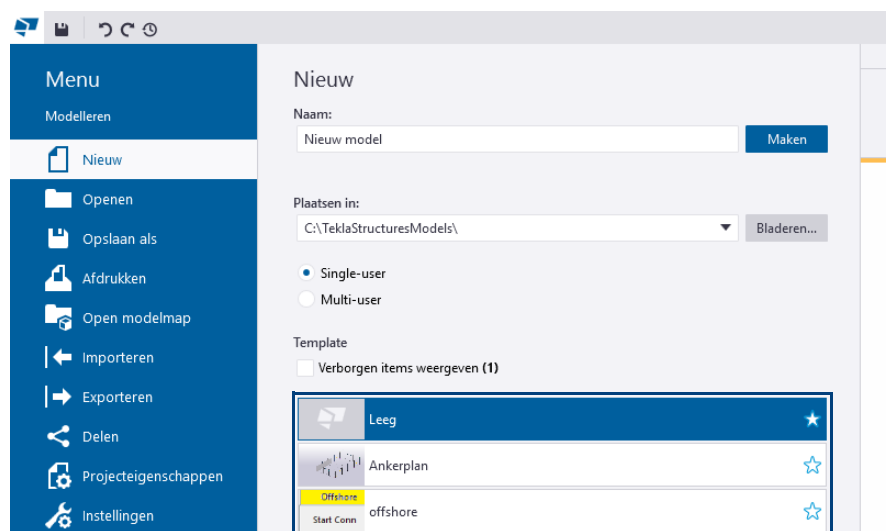 Menu
Modelleren
Nieuw
Openen
Opslaan als
Afdrukken
Open modelmap
Importeren
Exporteren
Delen
Projecteigenschappen
Instellingen
Nieuw
Naam:
Nieuw model
Maken
Plaatsen in:
C:\TeklaStructuresModels\
Bladeren...
Single-user
Multi-user
Template
Verborgen items weergeven (1)
Leeg
Ankerplan
Offshore
Start Conn
offshore